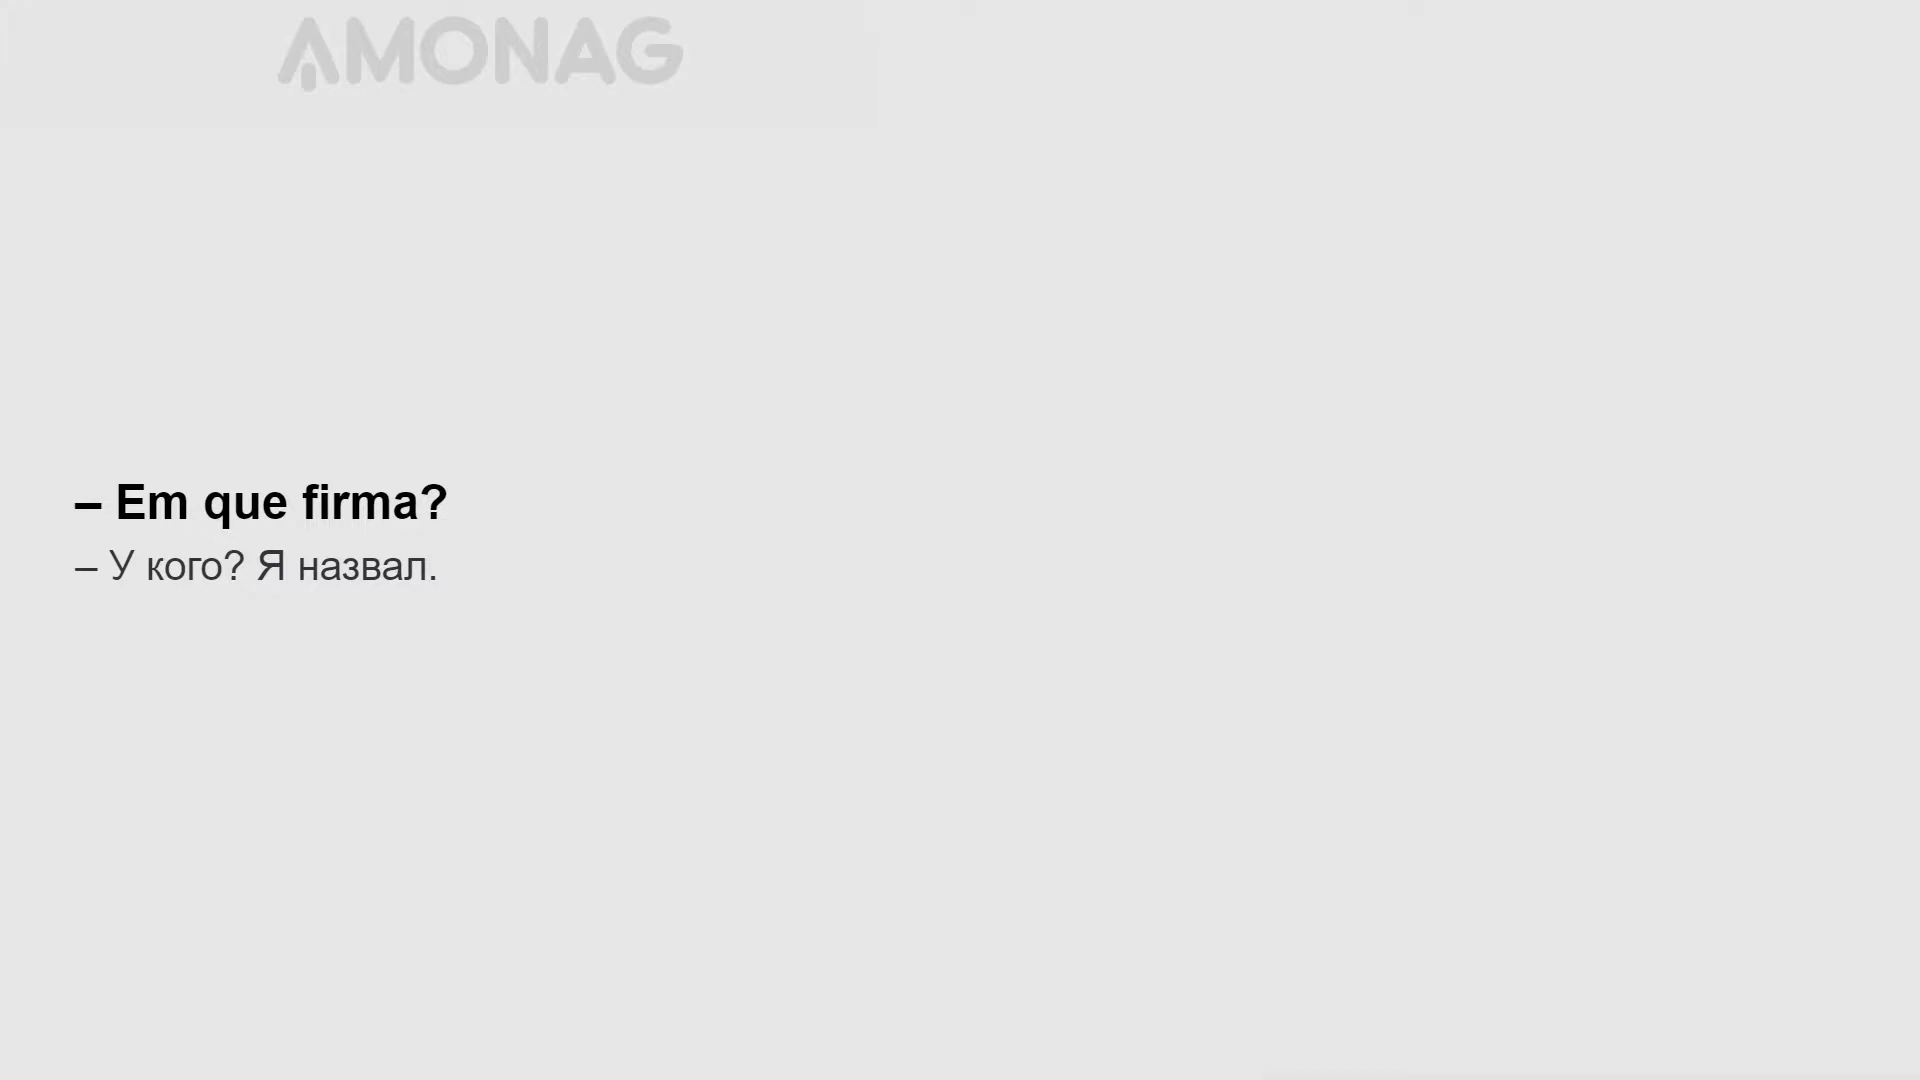 AMONAG
– Em que firma?
– У кого? Я назвал.